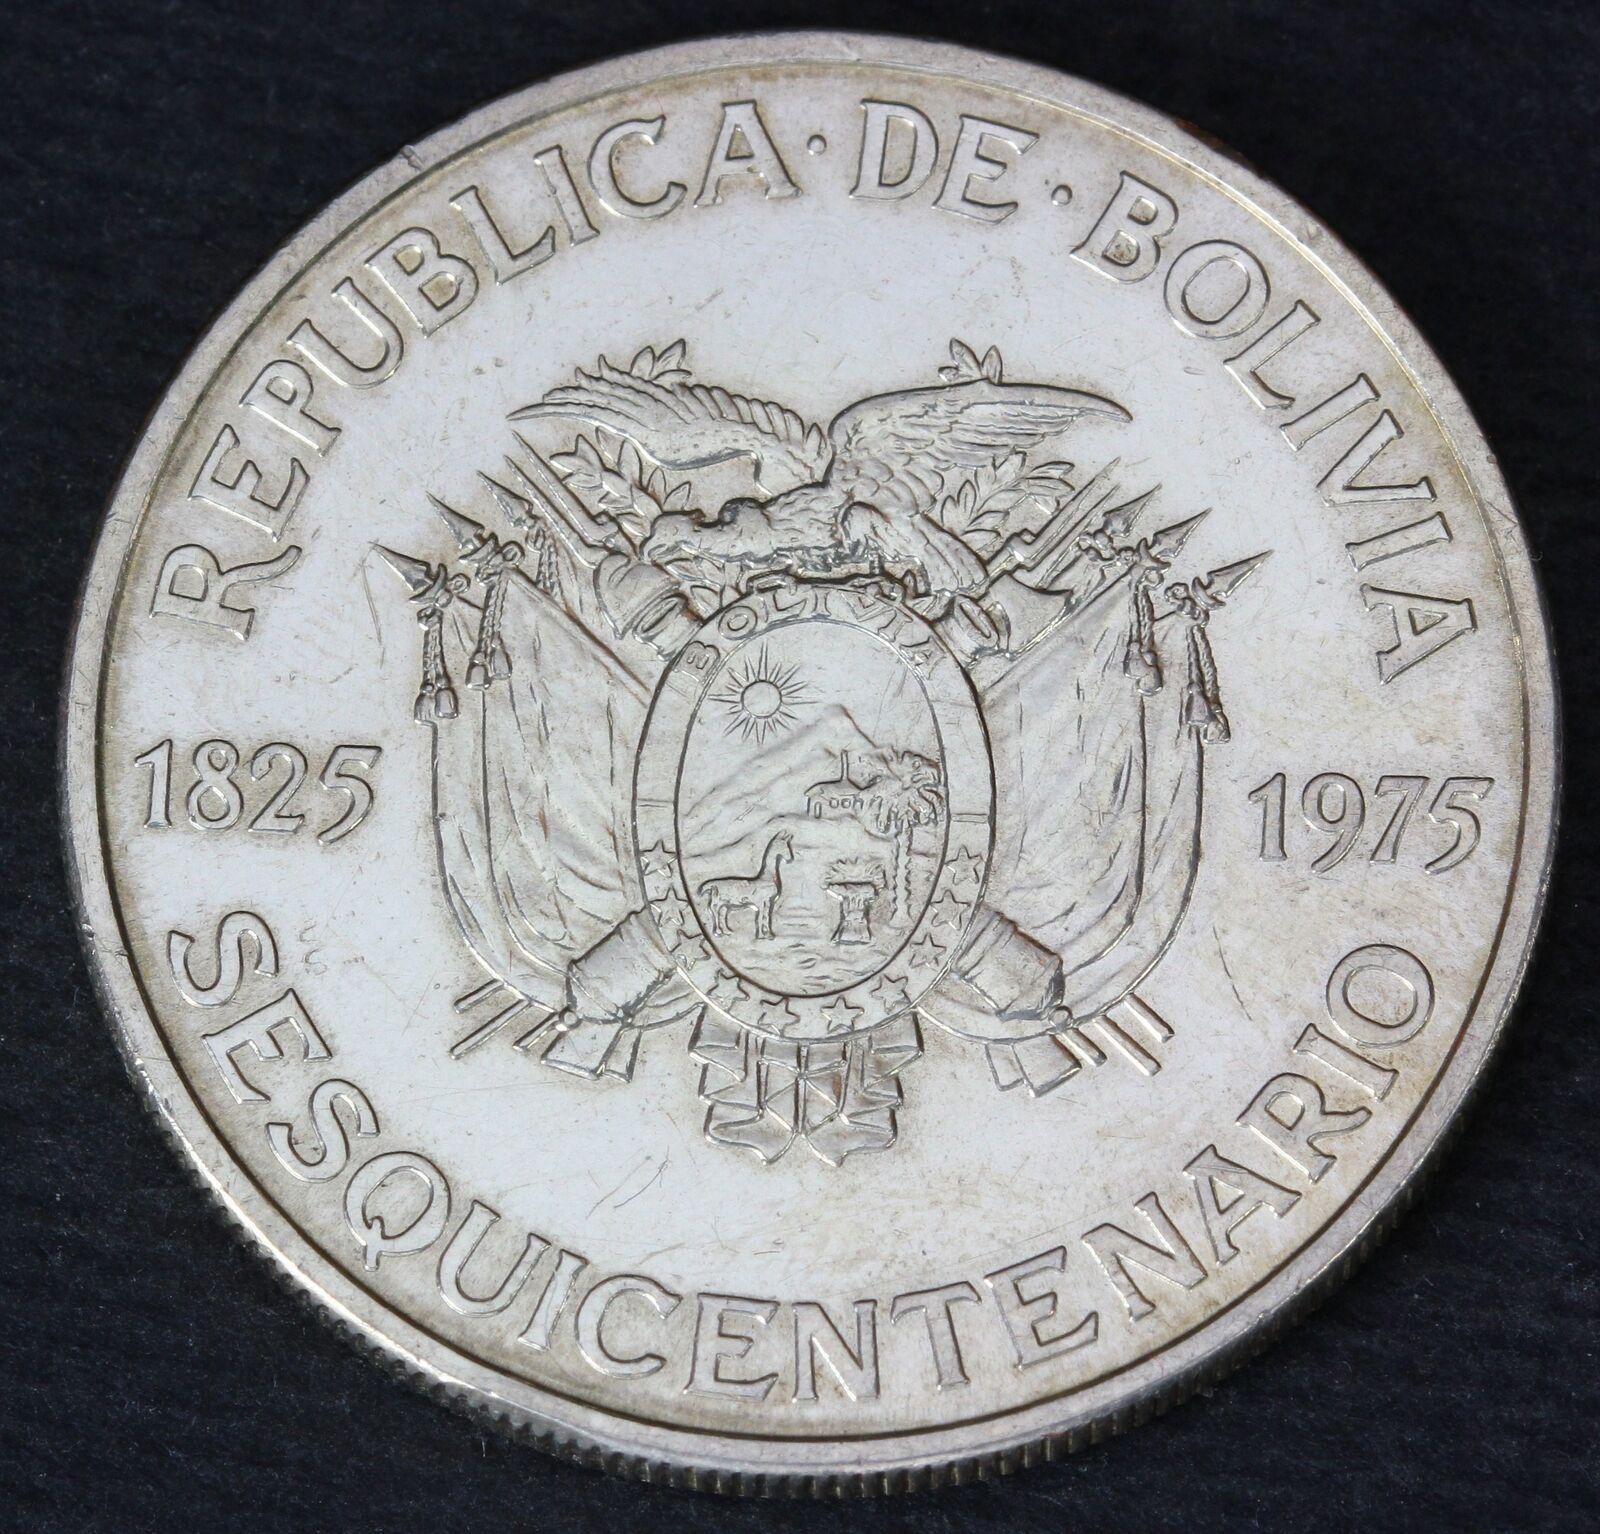 REPUBLICA·DE·BOLIVIA
BOLIVIA
1825 1975
SESQUICENTENARIO